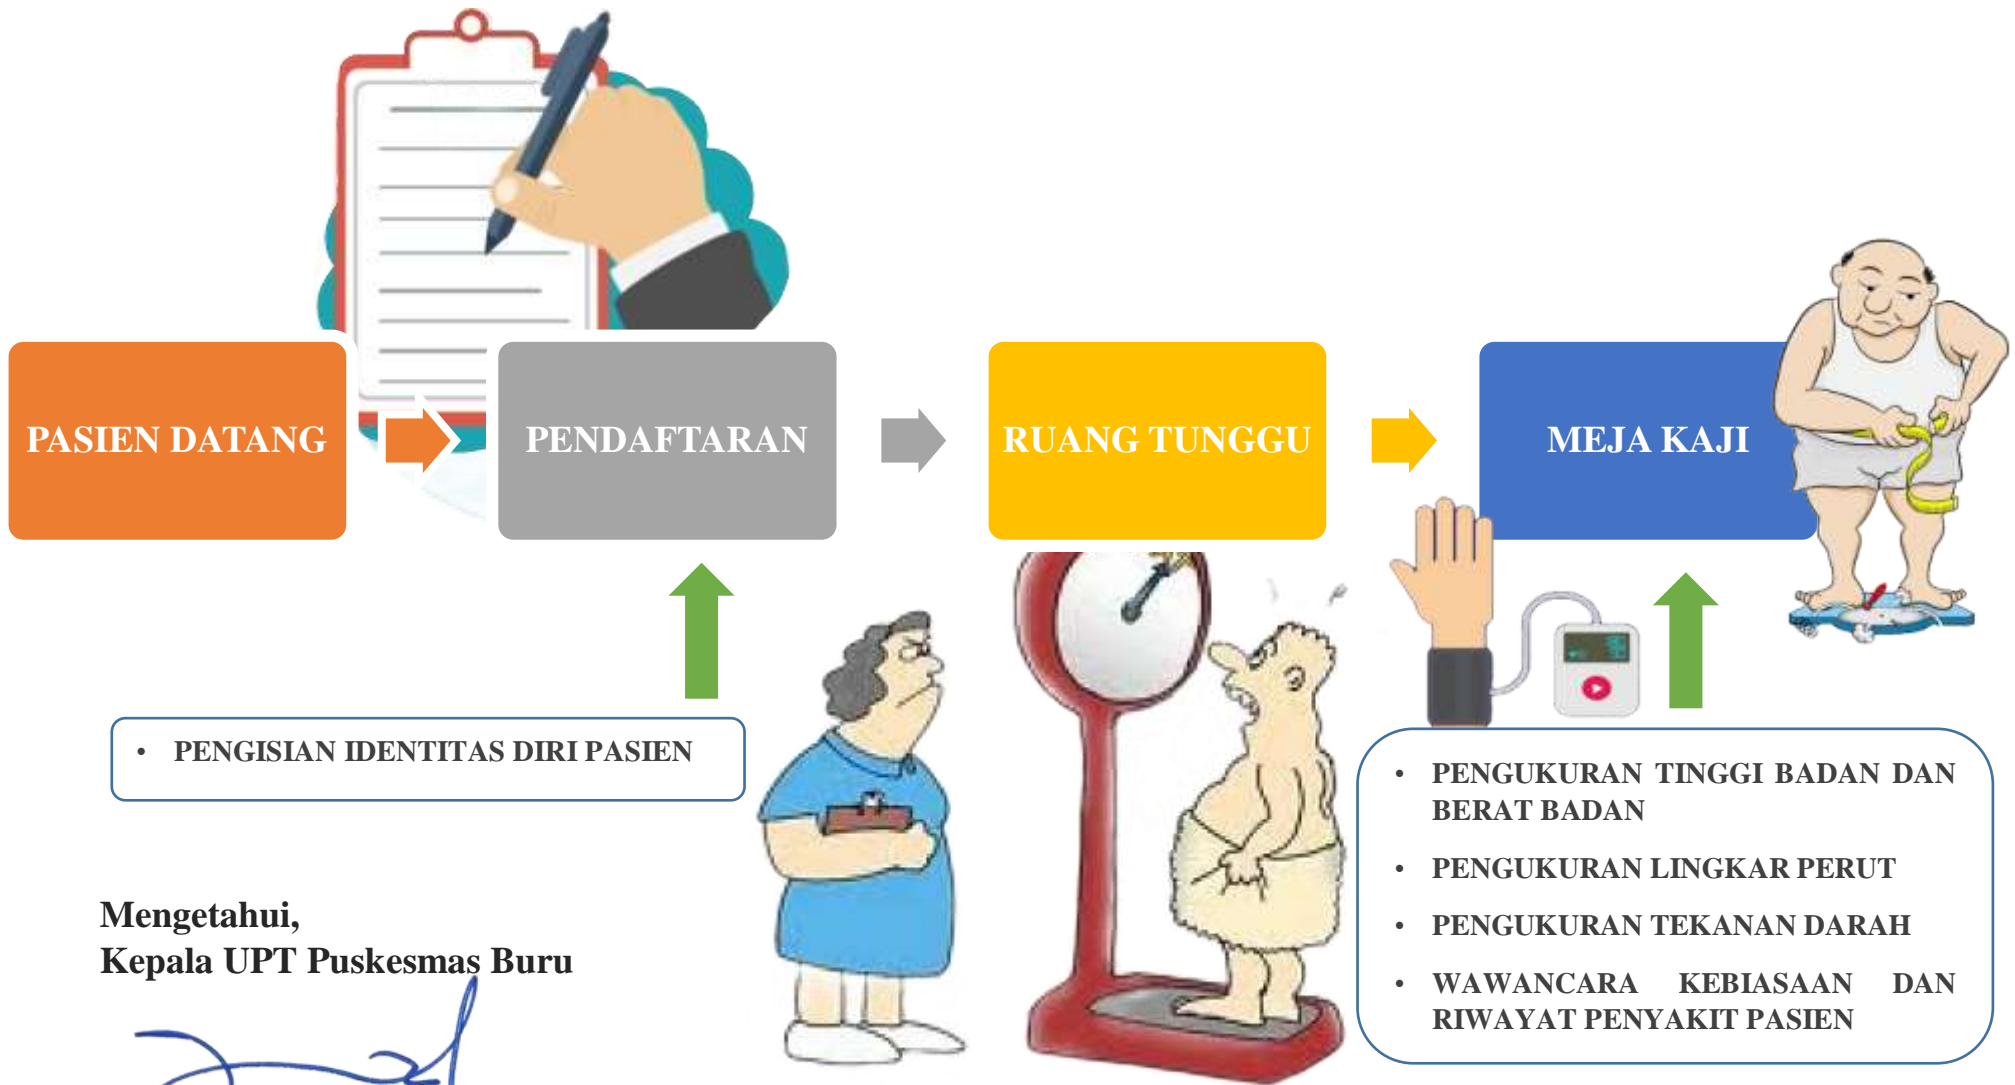 PASIEN DATANG
PENDAFTARAN
RUANG TUNGGU
MEJA KAJI
• PENGISIAN IDENTITAS DIRI PASIEN
• PENGUKURAN TINGGI BADAN DAN
BERAT BADAN
• PENGUKURAN LINGKAR PERUT
• PENGUKURAN TEKANAN DARAH
• WAWANCARA KEBIASAAN DAN
RIWAYAT PENYAKIT PASIEN
Mengetahui,
Kepala UPT Puskesmas Buru